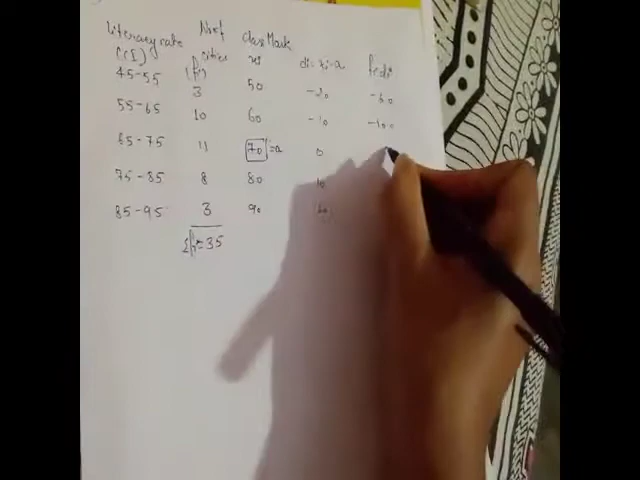 Literacy rate No of Class Mark
(CI) cities xi di = xi - a fidi
45-55 (fi) 3 50 -20 -60
55-65 10 60 -10 -100
65-75 11 70 = a 0
75-85 8 80 10
85-95 3 90 20
Σfi = 35